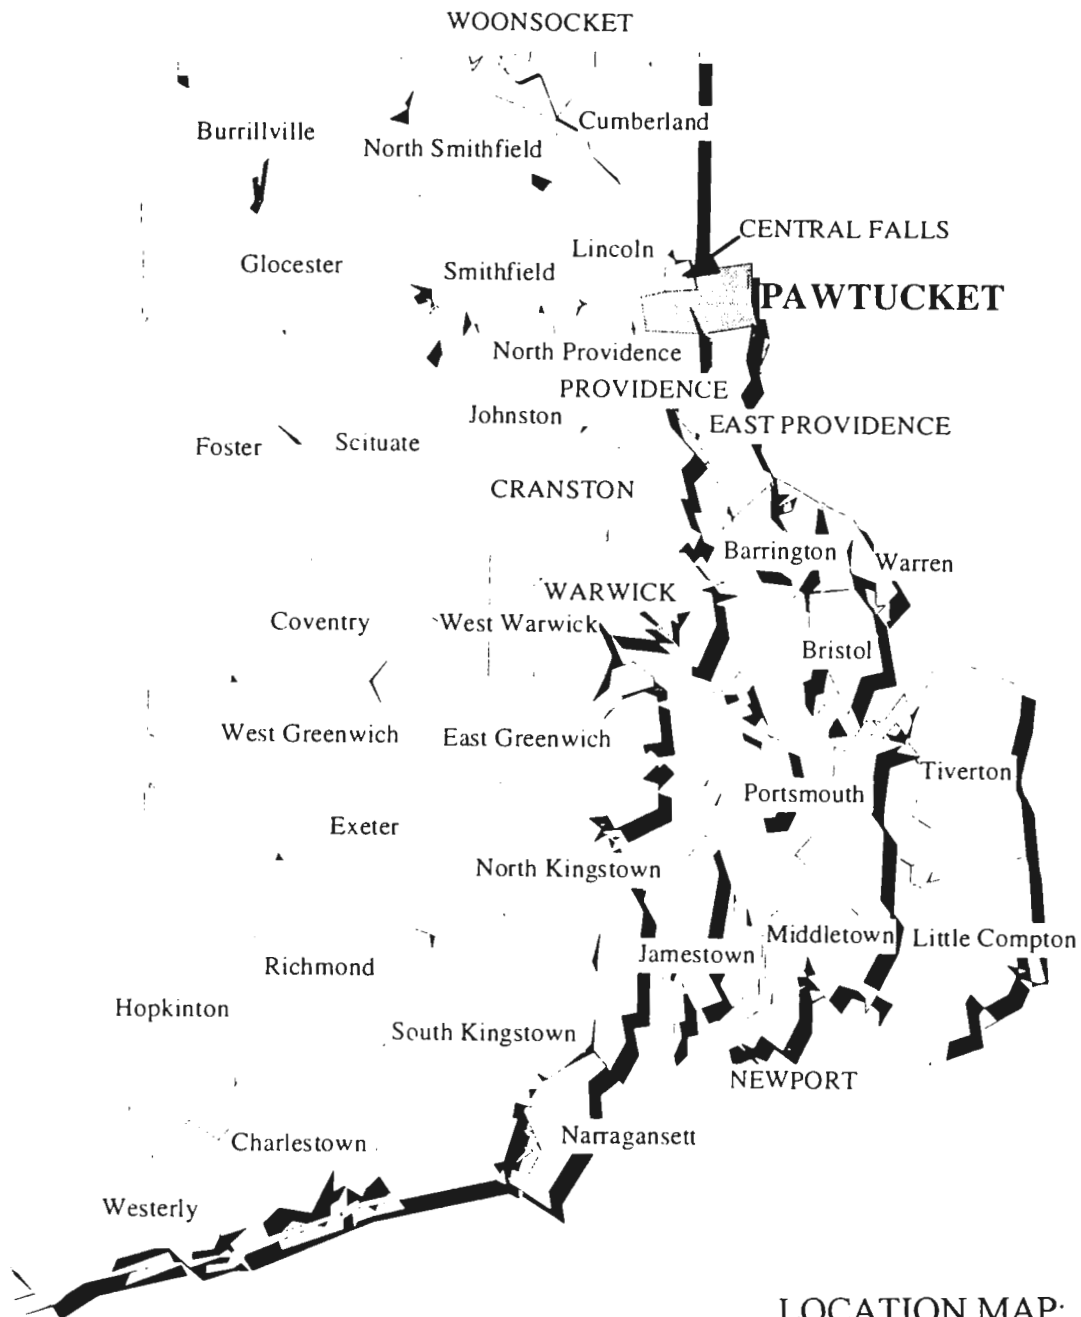 WOONSOCKET
Cumberland
Burrillville
North Smithfield
CENTRAL FALLS
Lincoln
Glocester
Smithfield
PAWTUCKET
North Providence
PROVIDENCE
Johnston
EAST PROVIDENCE
Foster
Scituate
CRANSTON
Barrington
Warren
WARWICK
Coventry
West Warwick
Bristol
West Greenwich
East Greenwich
Tiverton
Portsmouth
Exeter
North Kingstown
Middletown
Little Compton
Jamestown
Richmond
Hopkinton
South Kingstown
NEWPORT
Narragansett
Charlestown
Westerly
LOCATION MAP: